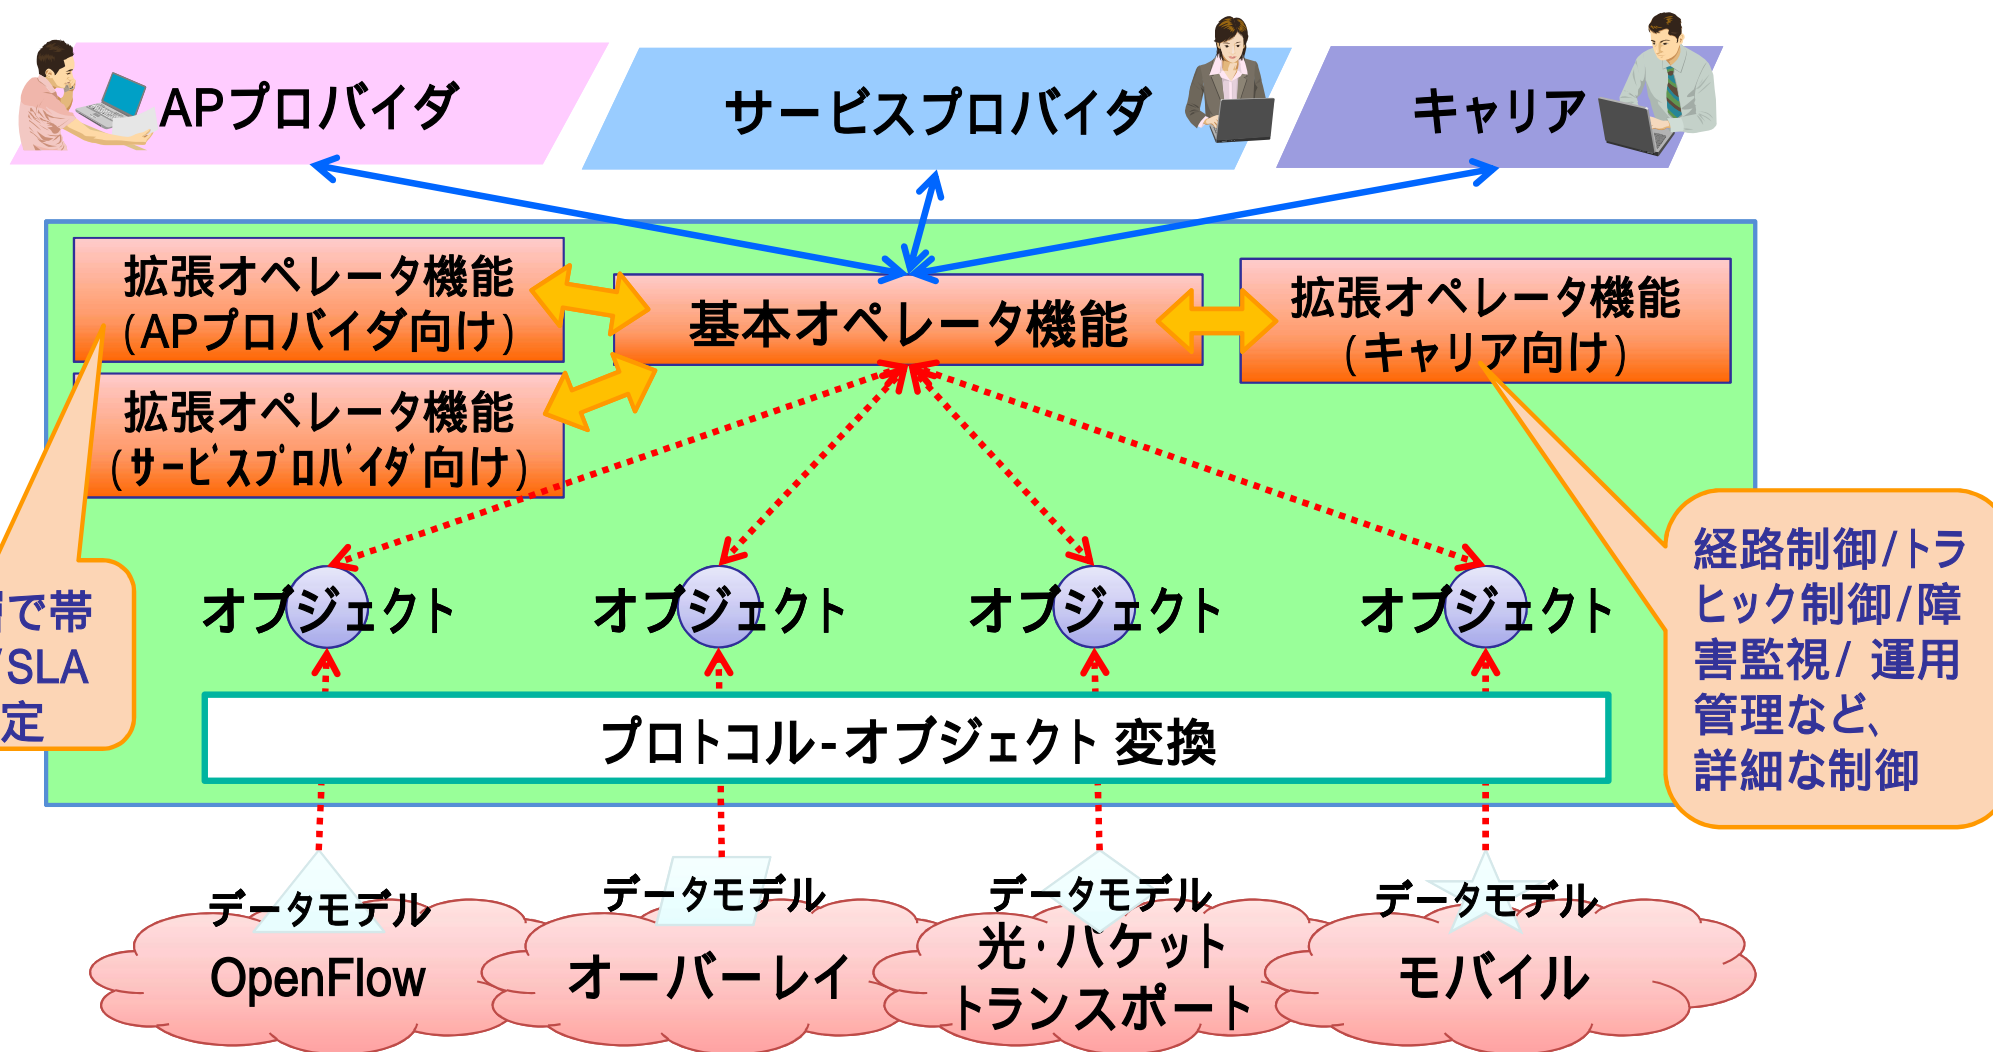 APプロバイダ
サービスプロバイダ
キャリア
拡張オペレータ機能
(APプロバイダ向け)
基本オペレータ機能
拡張オペレータ機能
(キャリア向け)
拡張オペレータ機能
(ｻｰﾋﾞｽﾌﾟﾛﾊﾞｲﾀﾞ向け)
で帯
/SLA
定
経路制御/トラ
ヒック制御/障
害監視/ 運用
管理など、
詳細な制御
オブジェクト
オブジェクト
オブジェクト
オブジェクト
プロトコル-オブジェクト 変換
データモデル
データモデル
データモデル
データモデル
OpenFlow
オーバーレイ
光・パケット
トランスポート
モバイル